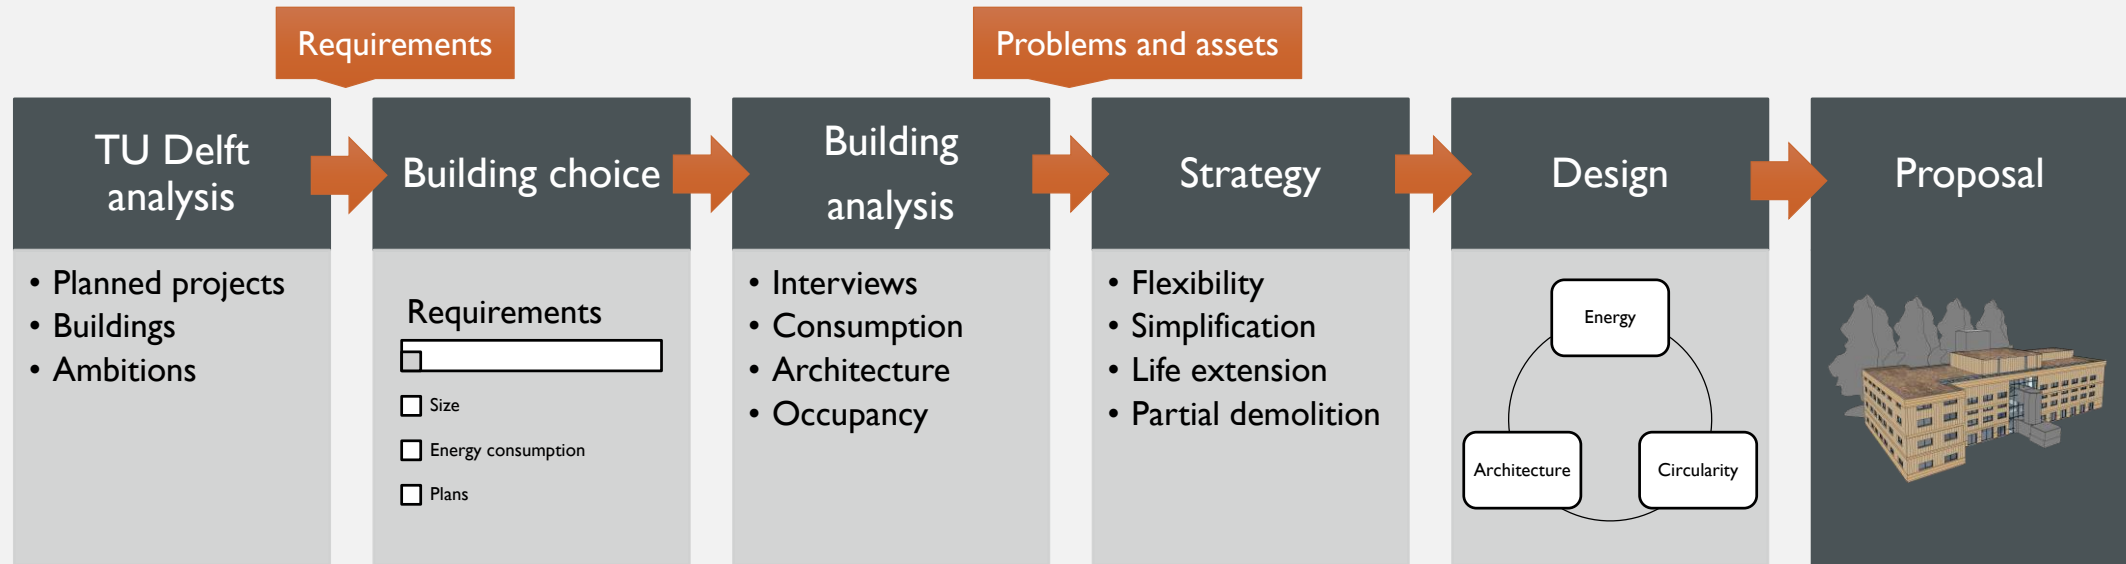 Requirements
Problems and assets
TU Delft
analysis
• Planned projects
• Buildings
• Ambitions
Building choice
Requirements
Size
Energy consumption
Plans
Building
analysis
• Interviews
• Consumption
• Architecture
• Occupancy
Strategy
• Flexibility
• Simplification
• Life extension
• Partial demolition
Design
Energy
Architecture
Circularity
Proposal